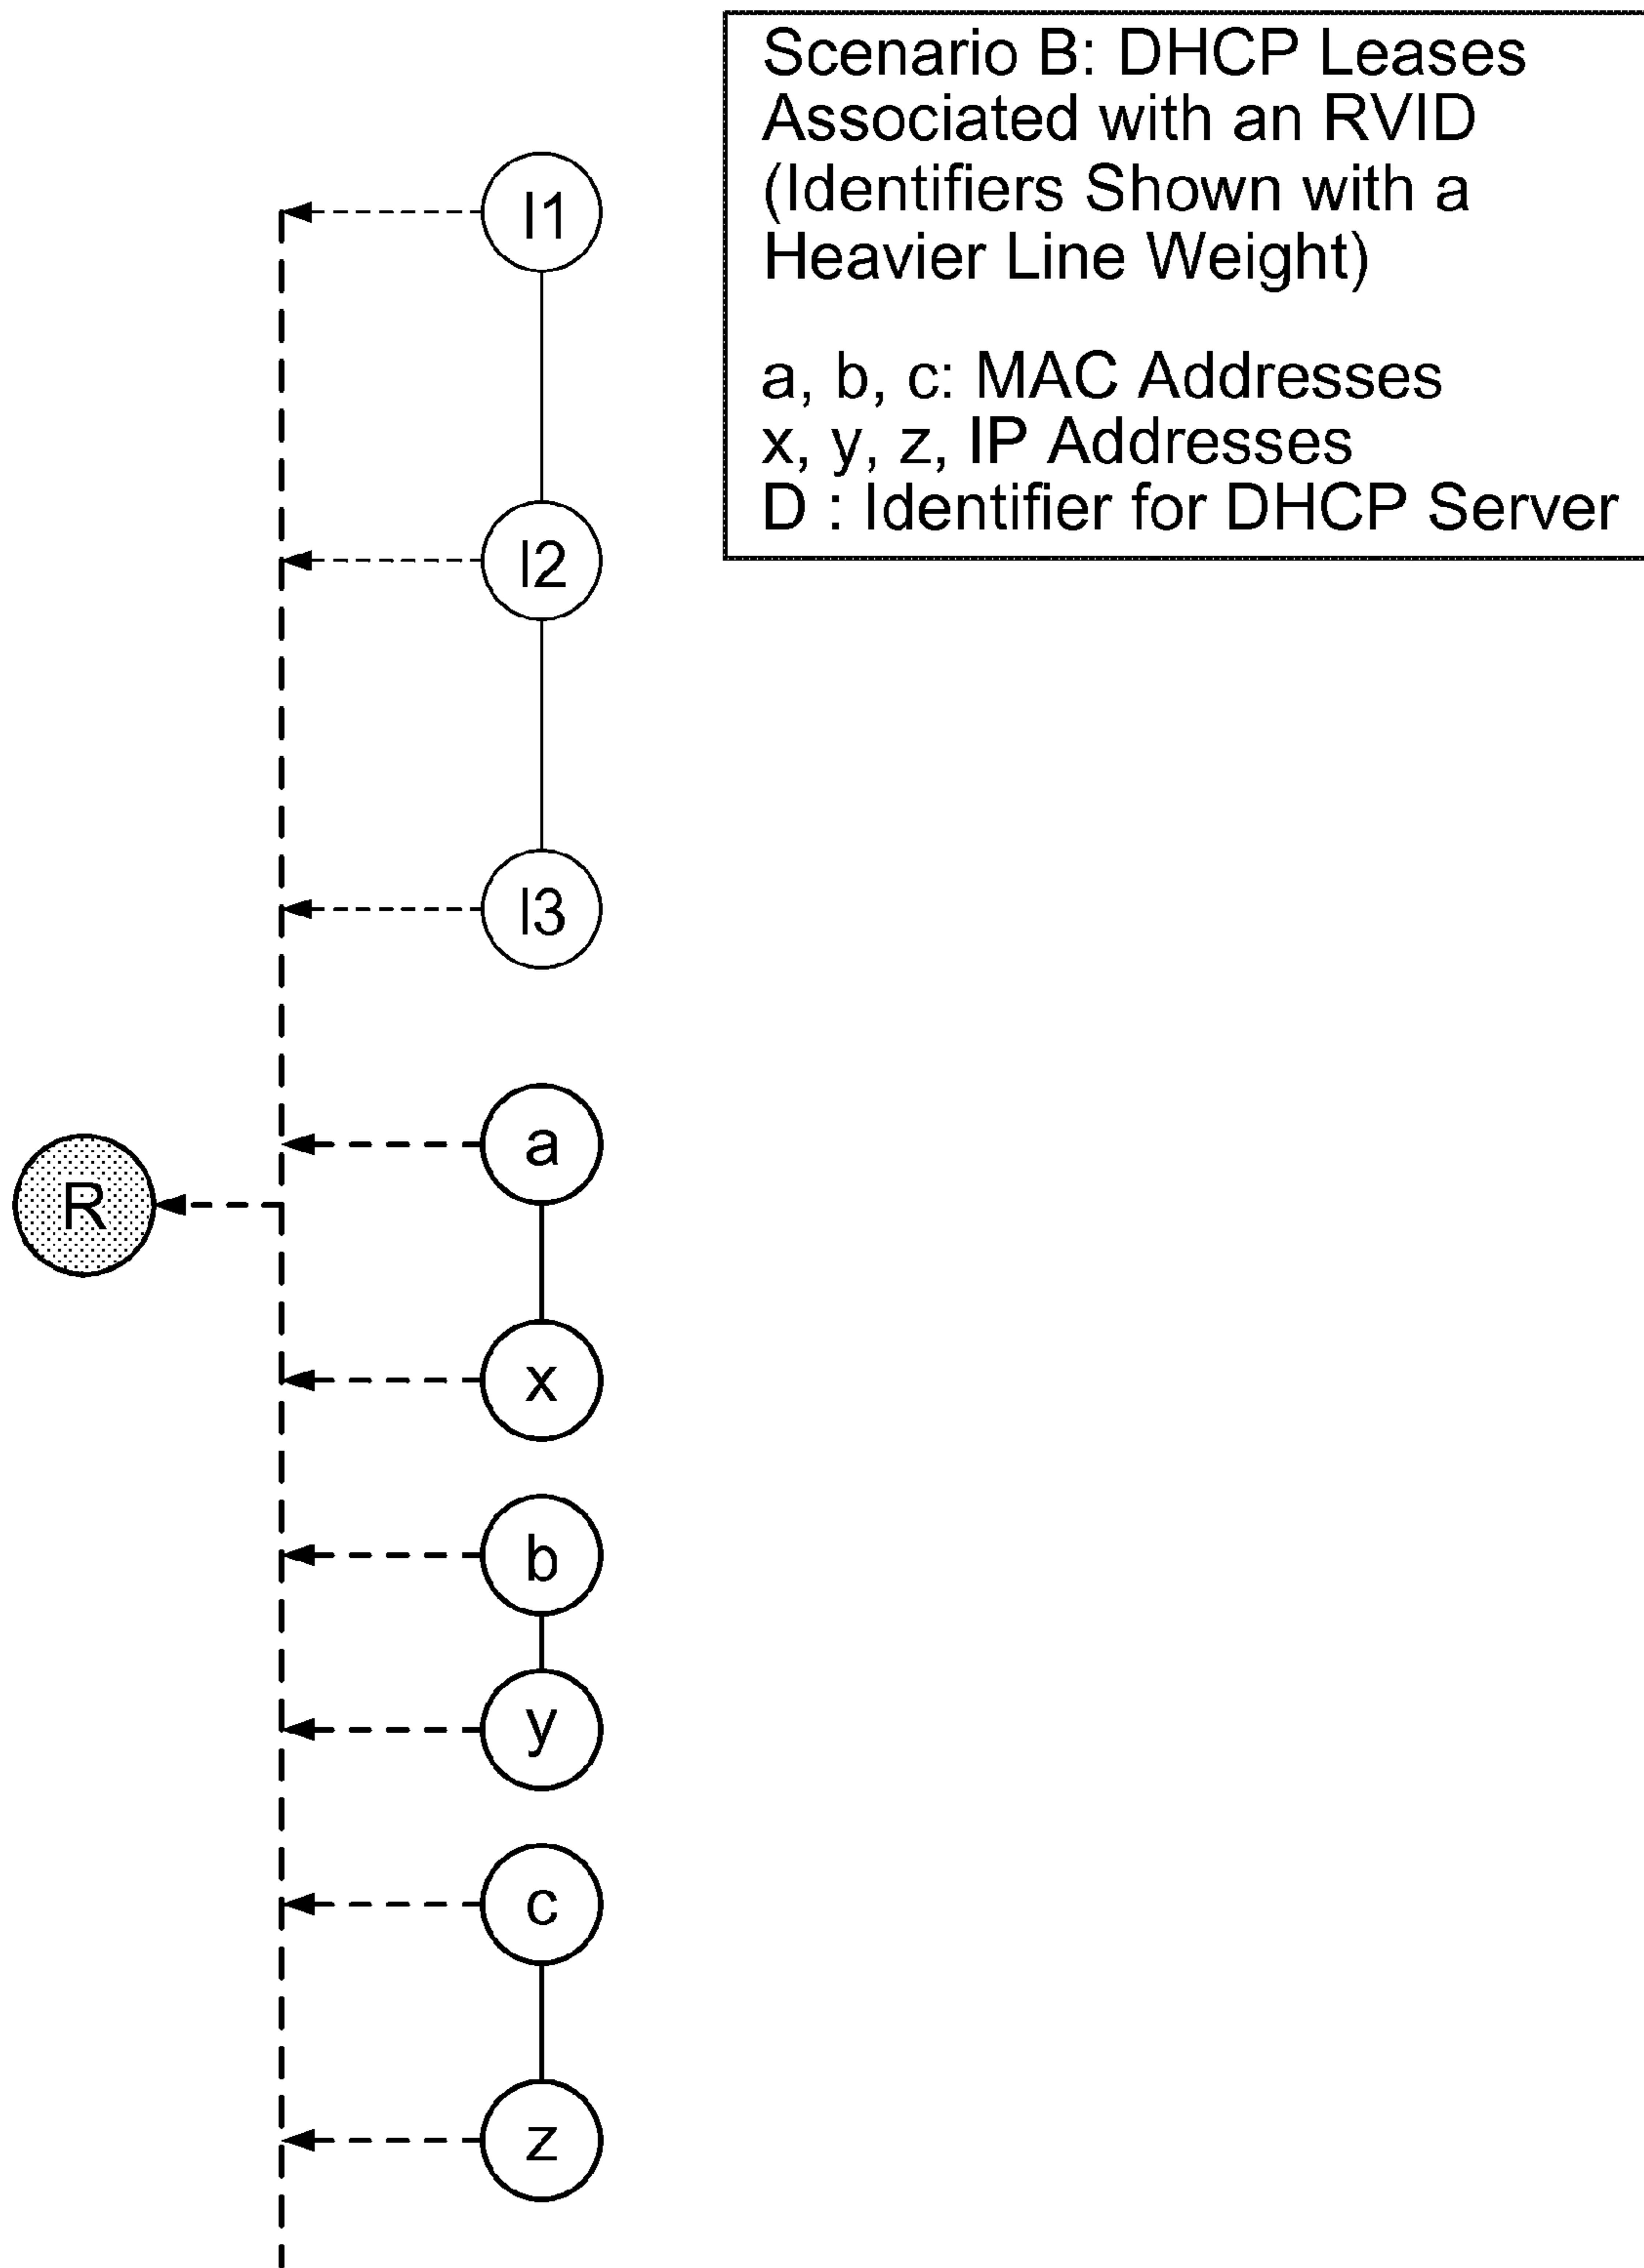 Scenario B: DHCP Leases
Associated with an RVID
(Identifiers Shown with a
Heavier Line Weight)
a, b, c: MAC Addresses
x, y, z, IP Addresses
D : Identifier for DHCP Server
I1
I2
I3
a
R
x
b
y
c
z